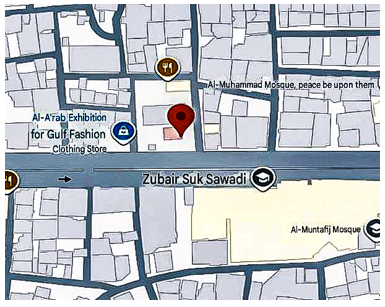 Al-Muhammad Mosque, peace be upon them
Al-A'rab Exhibition
for Gulf Fashion
Clothing Store
Zubair Suk Sawadi
Al-Muntafij Mosque